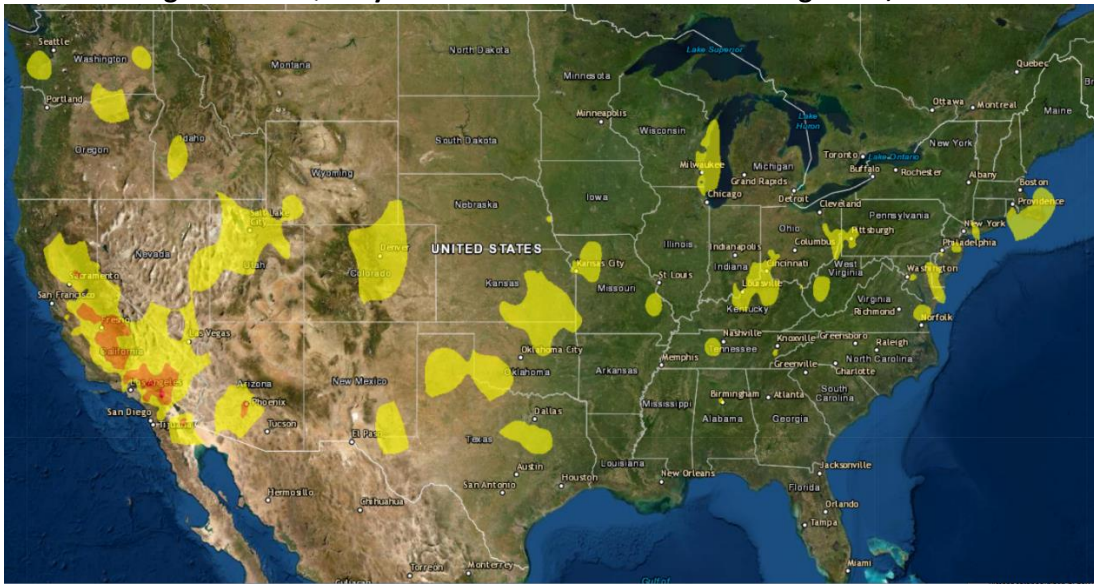 Seattle
Washington
North Dakota
Montana
Minnesota
Lake Superior
Quebec
Portland
Minneapolis
Ottawa
Montreal
Maine
Oregon
South Dakota
Wisconsin
Lake Huron
Toronto
Lake Ontario
New York
Wyoming
Milwaukee
Michigan
Grand Rapids
Buffalo
Rochester
Albany
Boston
Salt Lake City
Nebraska
Iowa
Chicago
Detroit
Cleveland
Providence
Nevada
Utah
Denver
UNITED STATES
Illinois
Indianapolis
Ohio
Columbus
Pennsylvania
Pittsburgh
New York
Philadelphia
Sacramento
Colorado
Kansas
Kansas City
Missouri
St Louis
Indiana
Cincinnati
West Virginia
Washington
San Francisco
Louisville
Kentucky
Virginia
Richmond
Norfolk
Las Vegas
California
Oklahoma City
Nashville
Knoxville
Greensboro
Raleigh
Tennessee
Arizona
New Mexico
Oklahoma
Arkansas
Memphis
Greenville
Charlotte
North Carolina
Phoenix
San Diego
Tucson
Dallas
Mississippi
Birmingham
Atlanta
South Carolina
Alabama
Georgia
El Paso
Texas
Louisiana
Austin
Houston
San Antonio
New Orleans
Jacksonville
Hermosillo
Chihuahua
Florida
Orlando
Tampa
Torreon
Monterrey
Gulf of
Miami